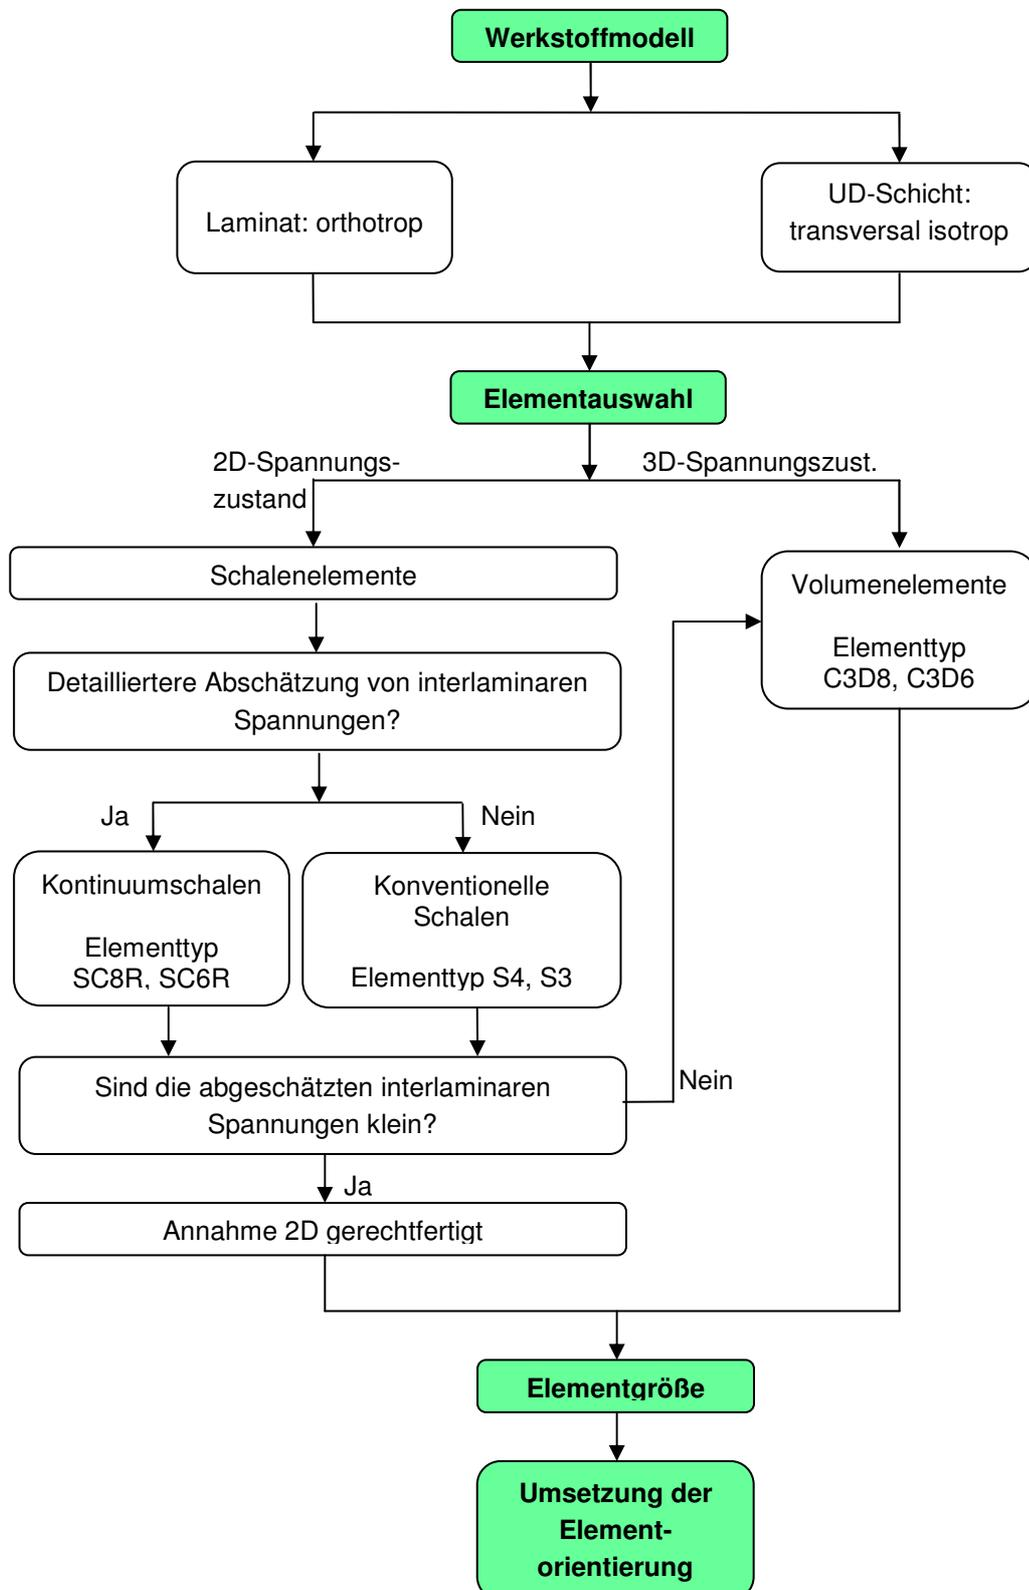 Werkstoffmodell
Laminat: orthotrop
UD-Schicht:
transversal isotrop
Elementauswahl
2D-Spannungs-
zustand
3D-Spannungszust.
Schalenelemente
Volumenelemente
Elementtyp
C3D8, C3D6
Detailliertere Abschätzung von interlaminaren
Spannungen?
Ja
Nein
Kontinuumschalen
Elementtyp
SC8R, SC6R
Konventionelle
Schalen
Elementtyp S4, S3
Sind die abgeschätzten interlaminaren
Spannungen klein?
Nein
Ja
Annahme 2D gerechtfertigt
Elementgröße
Umsetzung der
Element-
orientierung